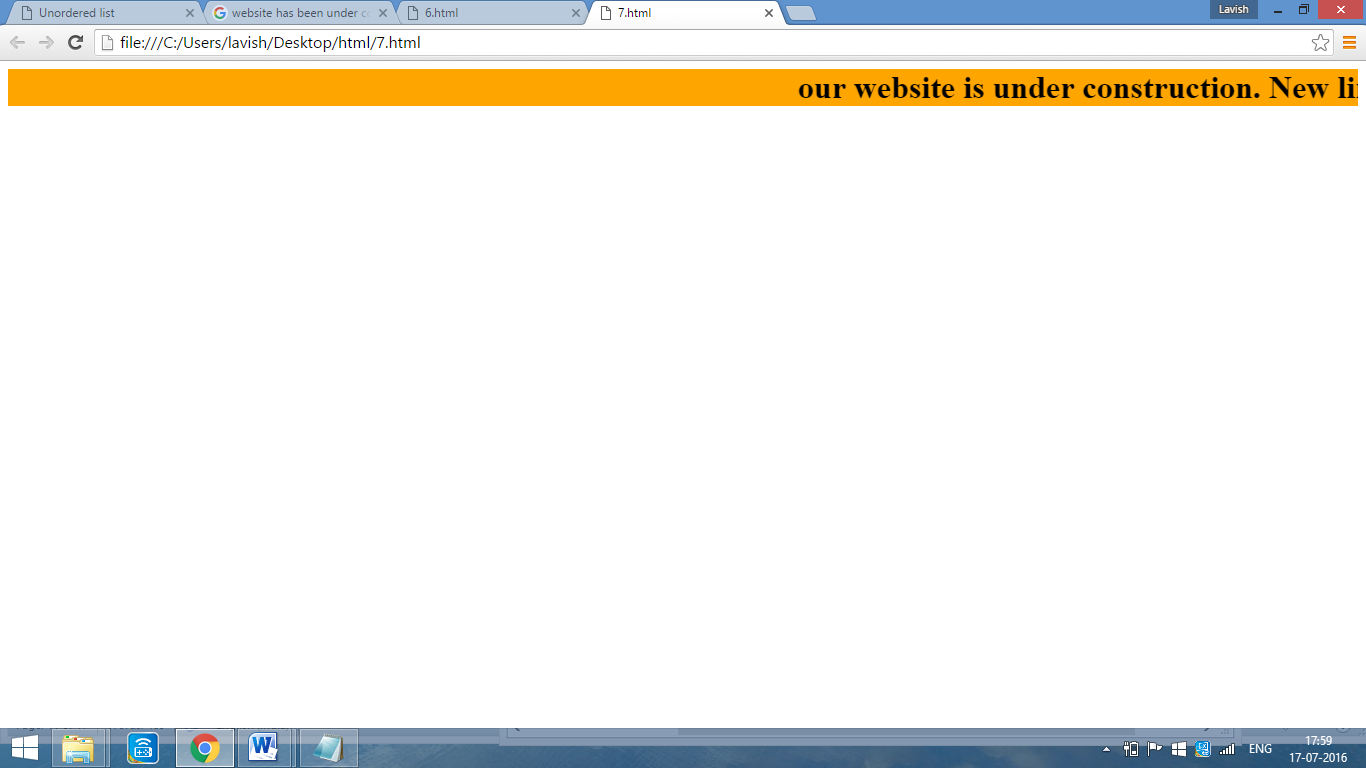 Unordered list
website has been under c
6.html
7.html
Lavish
file:///C:/Users/lavish/Desktop/html/7.html
our website is under construction. New
ENG
17:59
17-07-2016